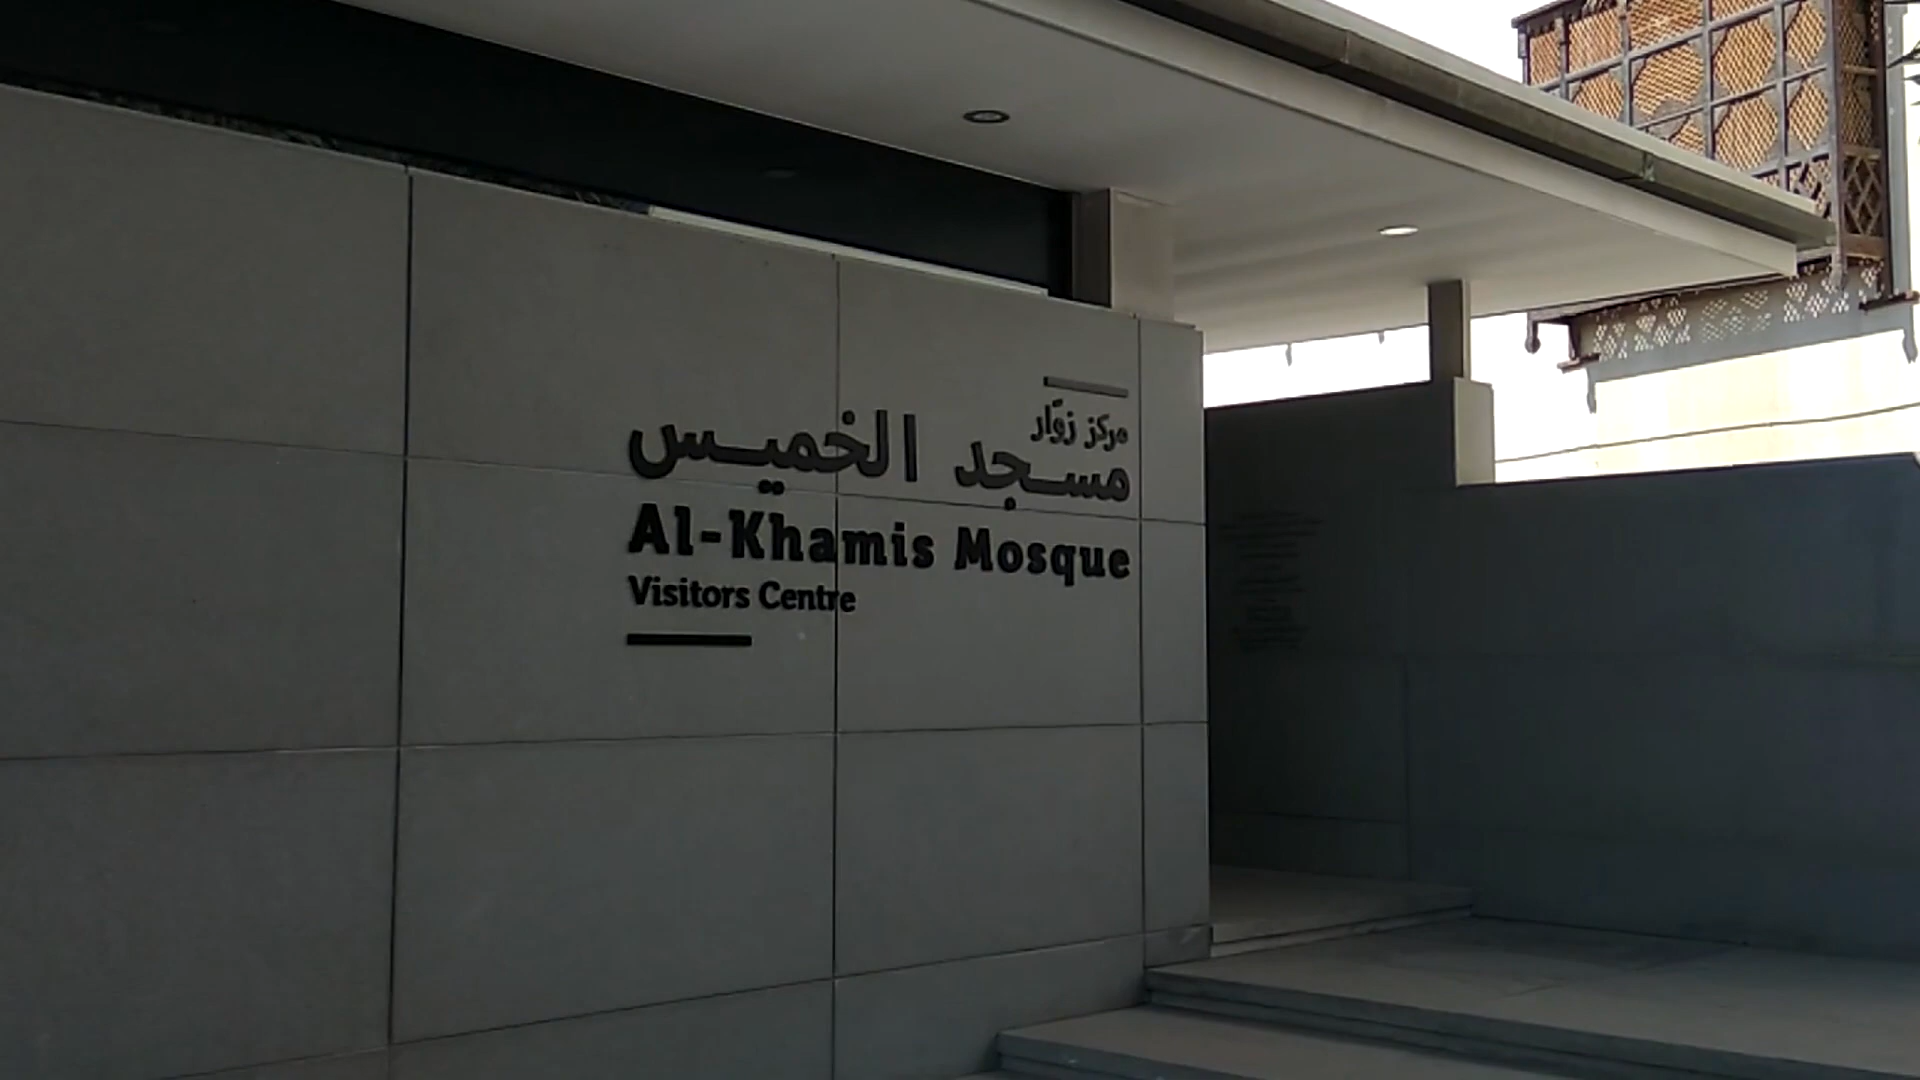 مركز زوّار
مسجد الخميس
Al-Khamis Mosque
Visitors Centre